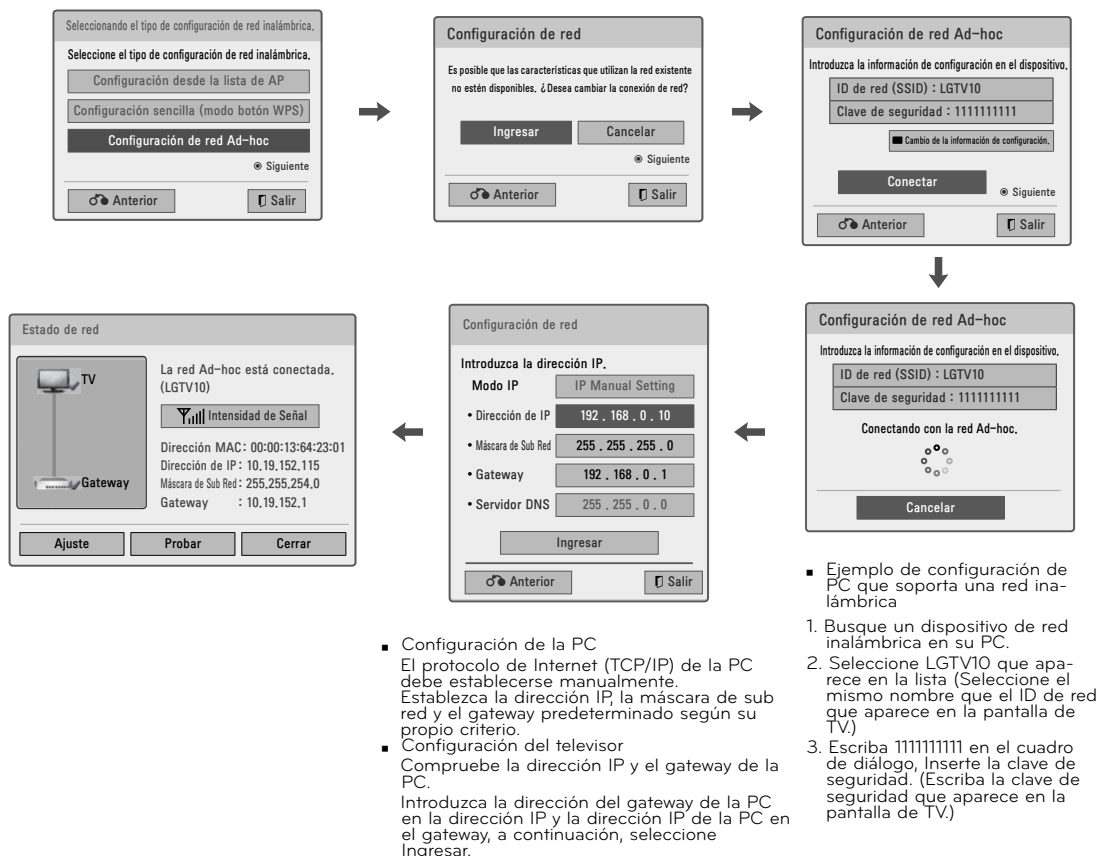 Seleccionando el tipo de configuración de red inalámbrica.
Seleccione el tipo de configuración de red inalámbrica.
Configuración desde la lista de AP
Configuración sencilla (modo botón WPS)
Configuración de red Ad-hoc
Siguiente
Anterior
Salir
Configuración de red
Es posible que las características que utilizan la red existente
no estén disponibles. ¿Desea cambiar la conexión de red?
Ingresar
Cancelar
Siguiente
Anterior
Salir
Configuración de red Ad-hoc
Introduzca la información de configuración en el dispositivo.
ID de red (SSID) : LGTV10
Clave de seguridad : 1111111111
Cambio de la información de configuración.
Conectar
Siguiente
Anterior
Salir
Configuración de red Ad-hoc
Introduzca la información de configuración en el dispositivo.
ID de red (SSID) : LGTV10
Clave de seguridad : 1111111111
Conectando con la red Ad-hoc.
Cancelar
Configuración de red
Introduzca la dirección IP.
Modo IP IP Manual Setting
• Dirección de IP 192 . 168 . 0 . 10
• Máscara de Sub Red 255 . 255 . 255 . 0
• Gateway 192 . 168 . 0 . 1
• Servidor DNS 255 . 255 . 0 . 0
Ingresar
Anterior
Salir
Estado de red
TV
Gateway
La red Ad-hoc está conectada.
(LGTV10)
Intensidad de Señal
Dirección MAC : 00:00:13:64:23:01
Dirección de IP : 10.19.152.115
Máscara de Sub Red : 255.255.254.0
Gateway : 10.19.152.1
Ajuste
Probar
Cerrar
▪ Configuración de la PC
El protocolo de Internet (TCP/IP) de la PC
debe establecerse manualmente.
Establezca la dirección IP, la máscara de sub
red y el gateway predeterminado según su
propio criterio.
▪ Configuración del televisor
Compruebe la dirección IP y el gateway de la
PC.
Introduzca la dirección del gateway de la PC
en la dirección IP y la dirección IP de la PC en
el gateway, a continuación, seleccione
Ingresar.
▪ Ejemplo de configuración de
PC que soporta una red ina-
lámbrica
1. Busque un dispositivo de red
inalámbrica en su PC.
2. Seleccione LGTV10 que apa-
rece en la lista (Seleccione el
mismo nombre que el ID de red
que aparece en la pantalla de
TV.)
3. Escriba 1111111111 en el cuadro
de diálogo, Inserte la clave de
seguridad. (Escriba la clave de
seguridad que aparece en la
pantalla de TV.)